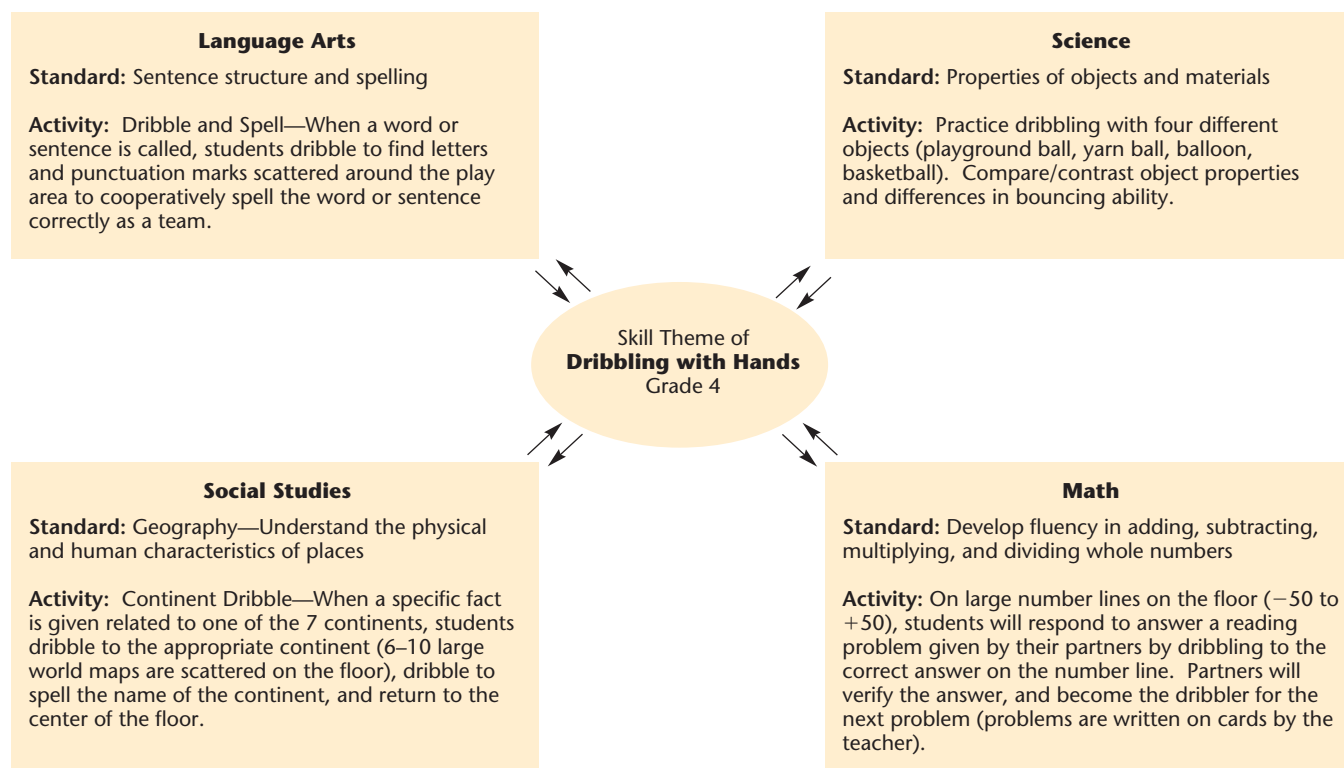 Language Arts
Standard: Sentence structure and spelling
Activity: Dribble and Spell—When a word or
sentence is called, students dribble to find letters
and punctuation marks scattered around the play
area to cooperatively spell the word or sentence
correctly as a team.
Science
Standard: Properties of objects and materials
Activity: Practice dribbling with four different
objects (playground ball, yarn ball, balloon,
basketball). Compare/contrast object properties
and differences in bouncing ability.
Skill Theme of
Dribbling with Hands
Grade 4
Social Studies
Standard: Geography—Understand the physical
and human characteristics of places
Activity: Continent Dribble—When a specific fact
is given related to one of the 7 continents, students
dribble to the appropriate continent (6–10 large
world maps are scattered on the floor), dribble to
spell the name of the continent, and return to the
center of the floor.
Math
Standard: Develop fluency in adding, subtracting,
multiplying, and dividing whole numbers
Activity: On large number lines on the floor (−50 to
+50), students will respond to answer a reading
problem given by their partners by dribbling to the
correct answer on the number line. Partners will
verify the answer, and become the dribbler for the
next problem (problems are written on cards by the
teacher).